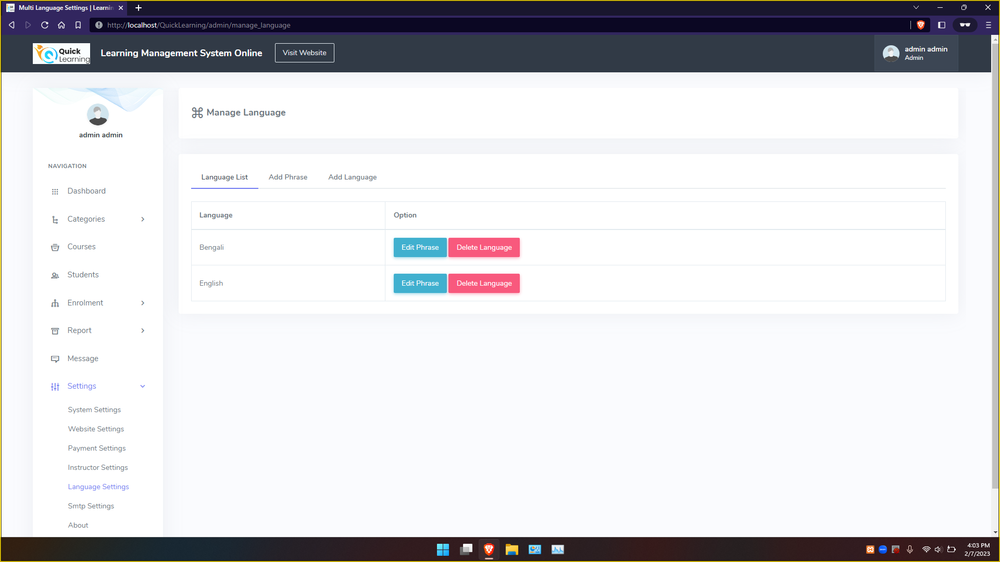 Multi Language Settings | Learnin
http://localhost/QuickLearning/admin/manage_language
Quick
Learning
Learning Management System Online
Visit Website
admin admin
Admin
admin admin
NAVIGATION
Dashboard
Categories
Courses
Students
Enrolment
Report
Message
Settings
System Settings
Website Settings
Payment Settings
Instructor Settings
Language Settings
Smtp Settings
About
Manage Language
Language List Add Phrase Add Language
Language Option
Bengali Edit Phrase Delete Language
English Edit Phrase Delete Language
4:03 PM
2/7/2023